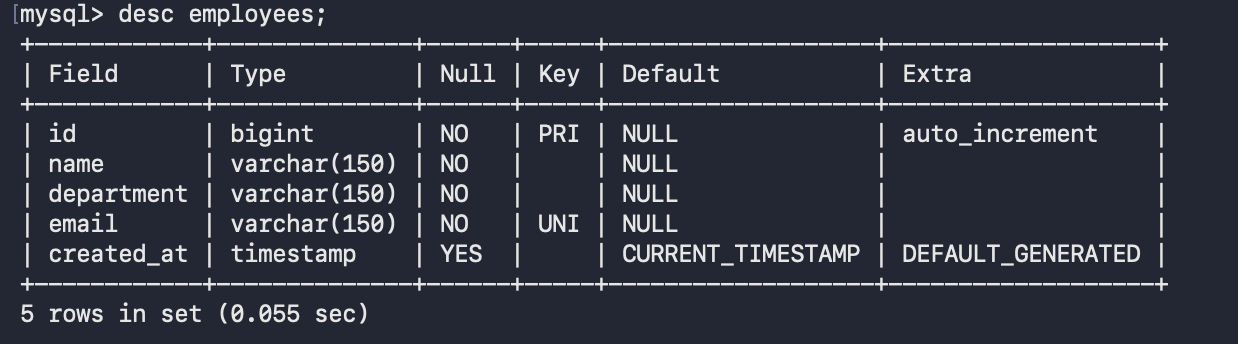 [mysql> desc employees;
+------------+--------------+------+-----+-------------------+-------------------+
| Field      | Type         | Null | Key | Default           | Extra             |
+------------+--------------+------+-----+-------------------+-------------------+
| id         | bigint       | NO   | PRI | NULL              | auto_increment    |
| name       | varchar(150) | NO   |     | NULL              |                   |
| department | varchar(150) | NO   |     | NULL              |                   |
| email      | varchar(150) | NO   | UNI | NULL              |                   |
| created_at | timestamp    | YES  |     | CURRENT_TIMESTAMP | DEFAULT_GENERATED |
+------------+--------------+------+-----+-------------------+-------------------+
5 rows in set (0.055 sec)